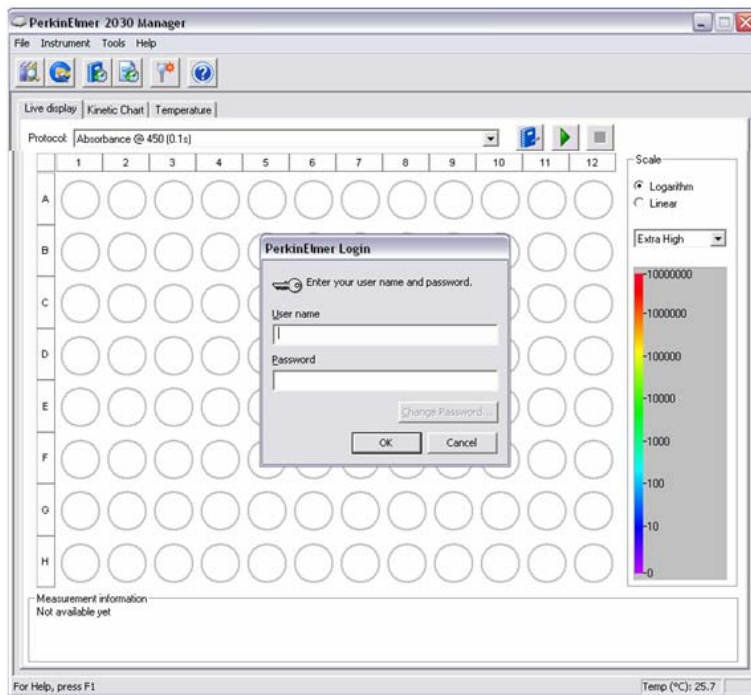 PerkinElmer 2030 Manager
File Instrument Tools Help
Live display Kinetic Chart Temperature
Protocol: Absorbance @ 450 (0.1s)
1 2 3 4 5 6 7 8 9 10 11 12
A
B
C
D
E
F
G
H
Scale
Logarithm
Linear
Extra High
10000000
1000000
100000
10000
1000
100
10
0
PerkinElmer Login
Enter your user name and password.
User name
Password
Change Password...
OK Cancel
Measurement information
Not available yet
For Help, press F1 Temp (°C): 25.7